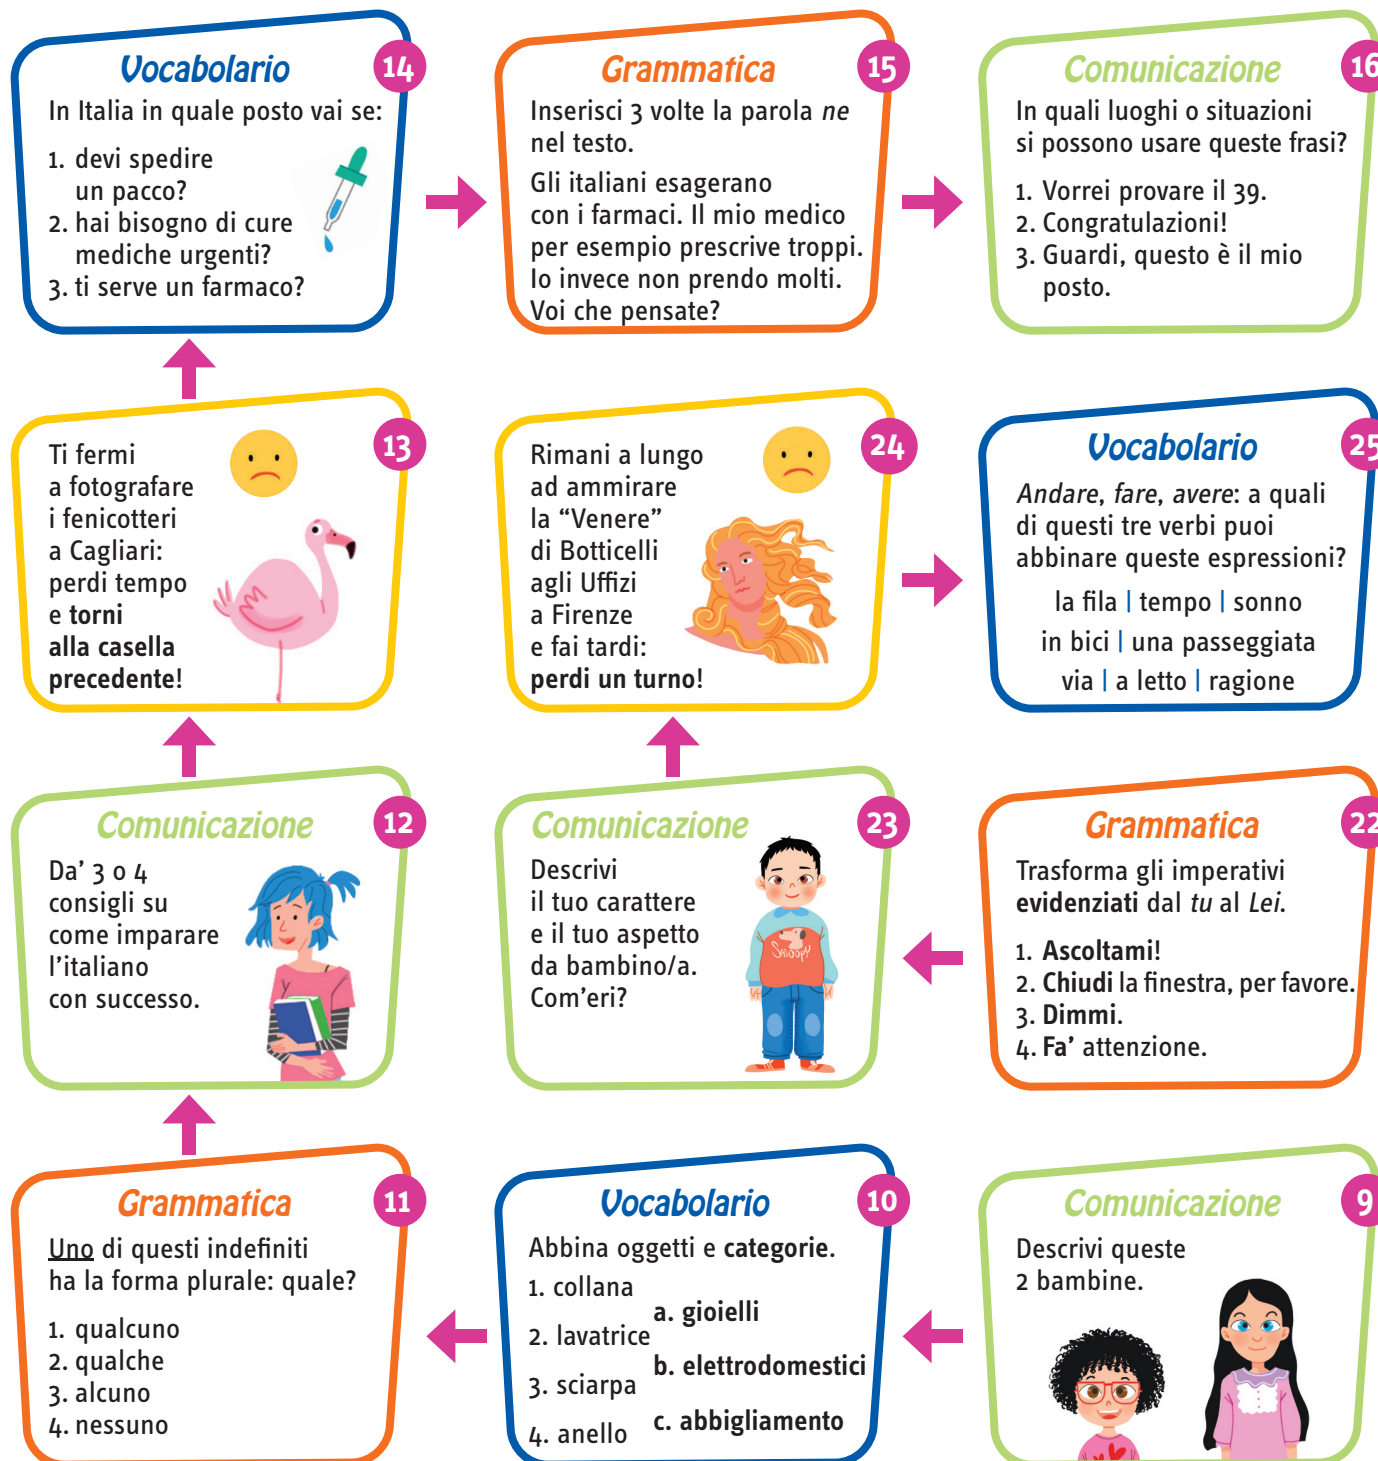 Vocabolario
14
In Italia in quale posto vai se:
1. devi spedire
un pacco?
2. hai bisogno di cure
mediche urgenti?
3. ti serve un farmaco?
Grammatica
15
Inserisci 3 volte la parola ne
nel testo.
Gli italiani esagerano
con i farmaci. Il mio medico
per esempio prescrive troppi.
Io invece non prendo molti.
Voi che pensate?
Comunicazione
16
In quali luoghi o situazioni
si possono usare queste frasi?
1. Vorrei provare il 39.
2. Congratulazioni!
3. Guardi, questo è il mio
posto.
13
Ti fermi
a fotografare
i fenicotteri
a Cagliari:
perdi tempo
e torni
alla casella
precedente!
24
Rimani a lungo
ad ammirare
la “Venere”
di Botticelli
agli Uffizi
a Firenze
e fai tardi:
perdi un turno!
Vocabolario
25
Andare, fare, avere: a quali
di questi tre verbi puoi
abbinare queste espressioni?
la fila | tempo | sonno
in bici | una passeggiata
via | a letto | ragione
Comunicazione
12
Da’ 3 o 4
consigli su
come imparare
l’italiano
con successo.
Comunicazione
23
Descrivi
il tuo carattere
e il tuo aspetto
da bambino/a.
Com’eri?
Snoopy
Grammatica
22
Trasforma gli imperativi
evidenziati dal tu al Lei.
1. Ascoltami!
2. Chiudi la finestra, per favore.
3. Dimmi.
4. Fa’ attenzione.
Grammatica
11
Uno di questi indefiniti
ha la forma plurale: quale?
1. qualcuno
2. qualche
3. alcuno
4. nessuno
Vocabolario
10
Abbina oggetti e categorie.
1. collana
2. lavatrice
3. sciarpa
4. anello
a. gioielli
b. elettrodomestici
c. abbigliamento
Comunicazione
9
Descrivi queste
2 bambine.